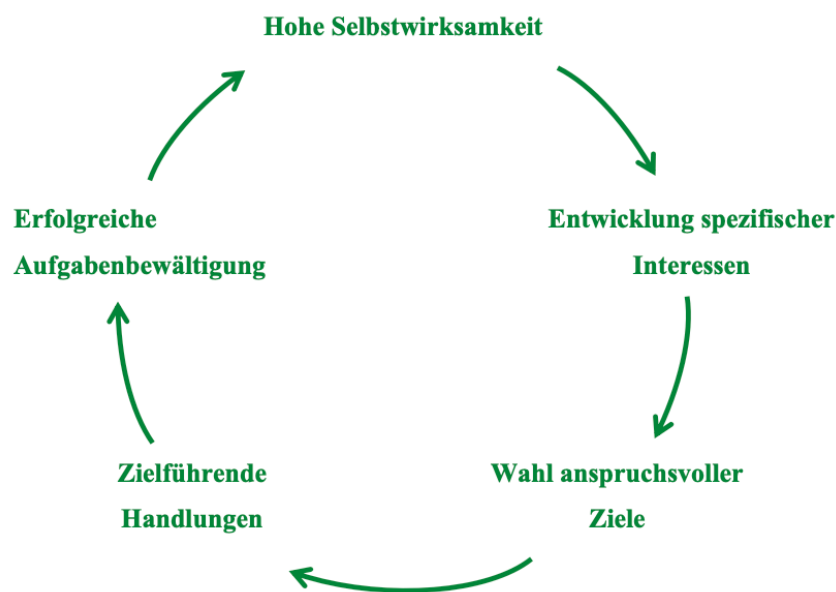 Hohe Selbstwirksamkeit
Entwicklung spezifischer
Interessen
Wahl anspruchsvoller
Ziele
Zielführende
Handlungen
Erfolgreiche
Aufgabenbewältigung